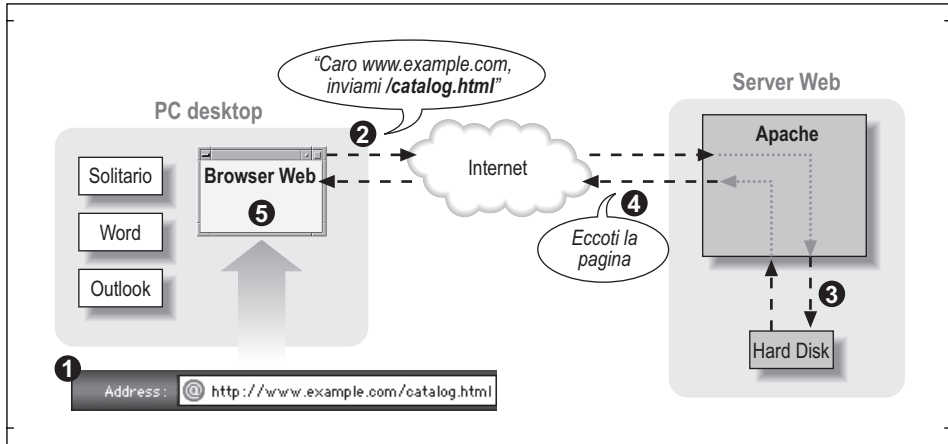 “Caro www.example.com,
inviami /catalog.html”
Server Web
PC desktop
2
Apache
Solitario
Browser Web
Internet
5
4
Word
Eccoti la
pagina
Outlook
3
Hard Disk
1
Address: @ http://www.example.com/catalog.html